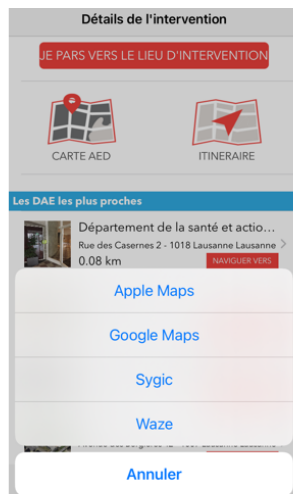 Détails de l'intervention
JE PARS VERS LE LIEU D'INTERVENTION
CARTE AED
ITINERAIRE
Les DAE les plus proches
Département de la santé et actio...
Rue des Casernes 2 - 1018 Lausanne Lausanne
0.08 km
NAVIGUER VERS
Apple Maps
Google Maps
Sygic
Waze
Annuler